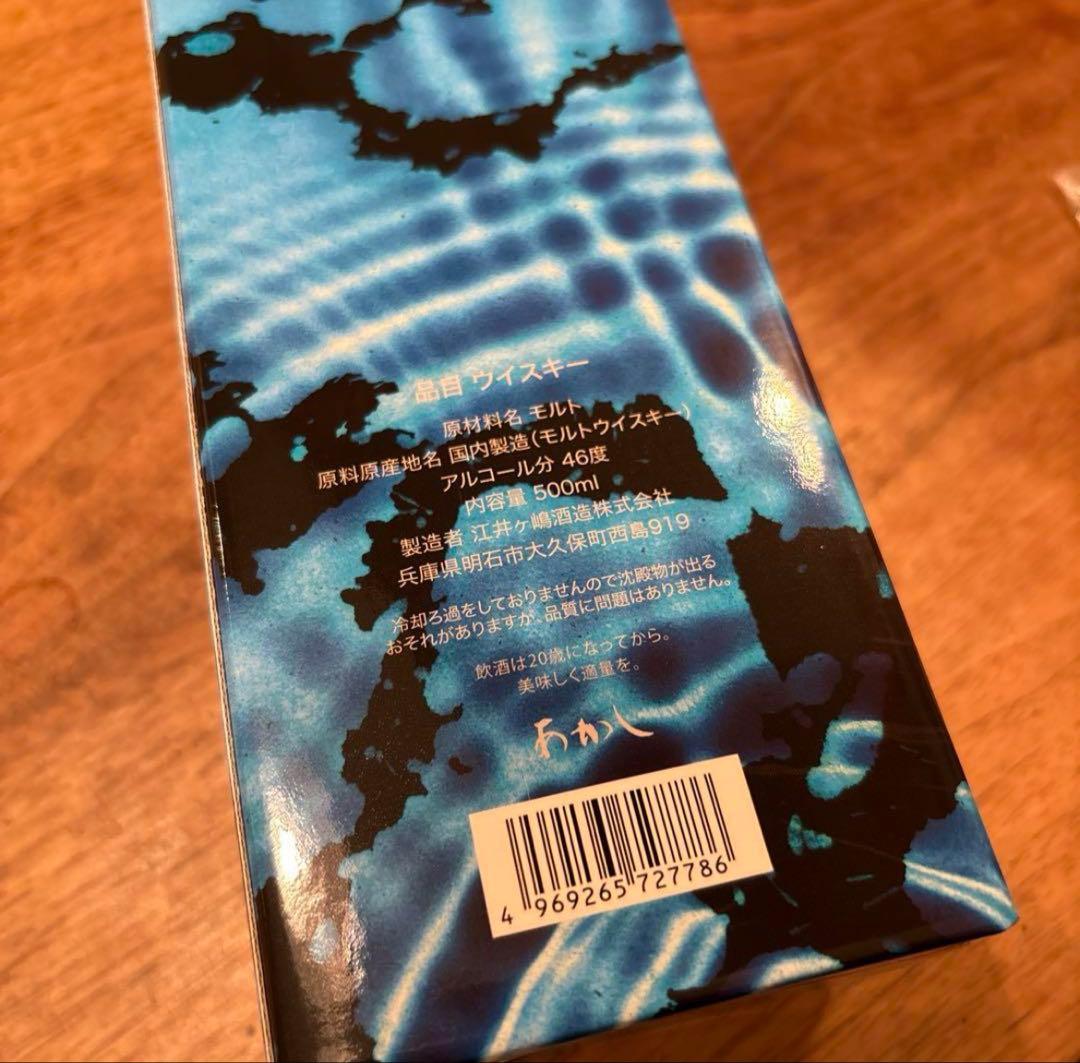 品目 ウイスキー
原材料名 モルト
原料原産地名 国内製造(モルトウイスキー)
アルコール分 46度
内容量 500ml
製造者 江井ヶ嶋酒造株式会社
兵庫県明石市大久保町西島919
冷却ろ過をしておりませんので沈殿物が出る
おそれがありますが、品質に問題はありません。
飲酒は20歳になってから。
美味しく適量を。
あかし
4 969265 727786